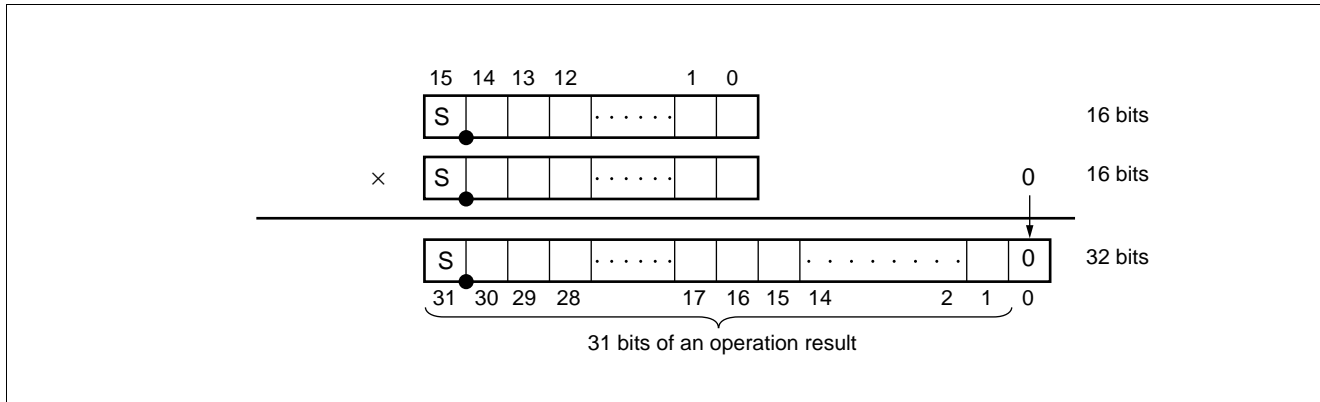 15 14 13 12 1 0
S · · · · · · 16 bits
× S · · · · · · 0 16 bits
S · · · · · · · · · · · · · · 0 32 bits
31 30 29 28 17 16 15 14 2 1 0
31 bits of an operation result